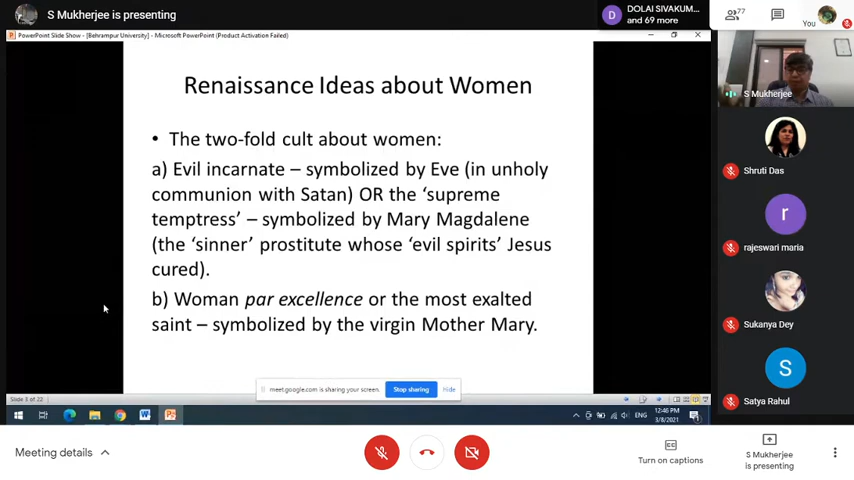 S Mukherjee is presenting
DOLAI SIVAKUM...
and 69 more
77
You
PowerPoint Slide Show - [Behrampur University] - Microsoft PowerPoint (Product Activation Failed)
Renaissance Ideas about Women
• The two-fold cult about women:
a) Evil incarnate – symbolized by Eve (in unholy
communion with Satan) OR the ‘supreme
temptress’ – symbolized by Mary Magdalene
(the ‘sinner’ prostitute whose ‘evil spirits’ Jesus
cured).
b) Woman par excellence or the most exalted
saint – symbolized by the virgin Mother Mary.
meet.google.com is sharing your screen.
Stop sharing
Hide
ENG
12:46 PM
3/8/2021
S Mukherjee
Shruti Das
r
rajeswari maria
Sukanya Dey
S
Satya Rahul
D
Meeting details
Turn on captions
S Mukherjee
is presenting